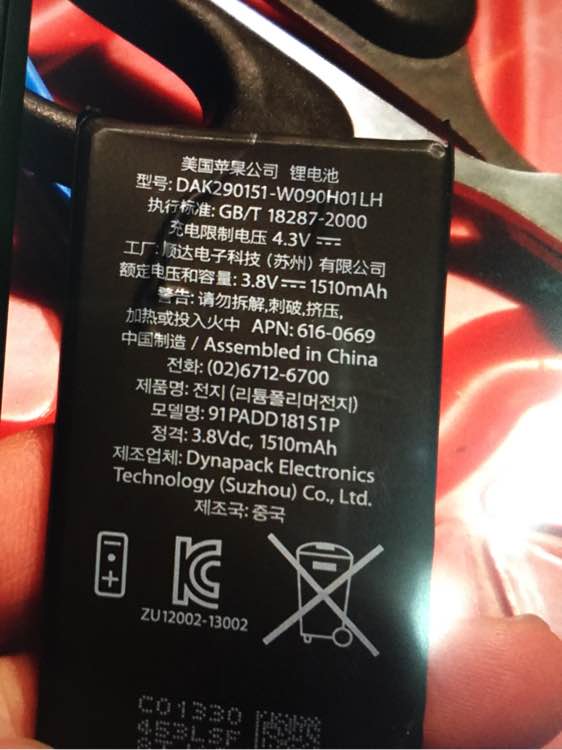 美国苹果公司 锂电池
型号: DAK290151-W090H01LH
执行标准: GB/T 18287-2000
充电限制电压 4.3V⎓
工厂: 顺达电子科技 (苏州) 有限公司
额定电压和容量: 3.8V⎓ 1510mAh
警告: 请勿拆解,刺破,挤压,
加热或投入火中 APN: 616-0669
中国制造 / Assembled in China
전화: (02)6712-6700
제품명: 전지 (리튬폴리머전지)
모델명: 91PADD181S1P
정격: 3.8Vdc, 1510mAh
제조업체: Dynapack Electronics
Technology (Suzhou) Co., Ltd.
제조국: 중국
ZU12002-13002
C01330
453LSF